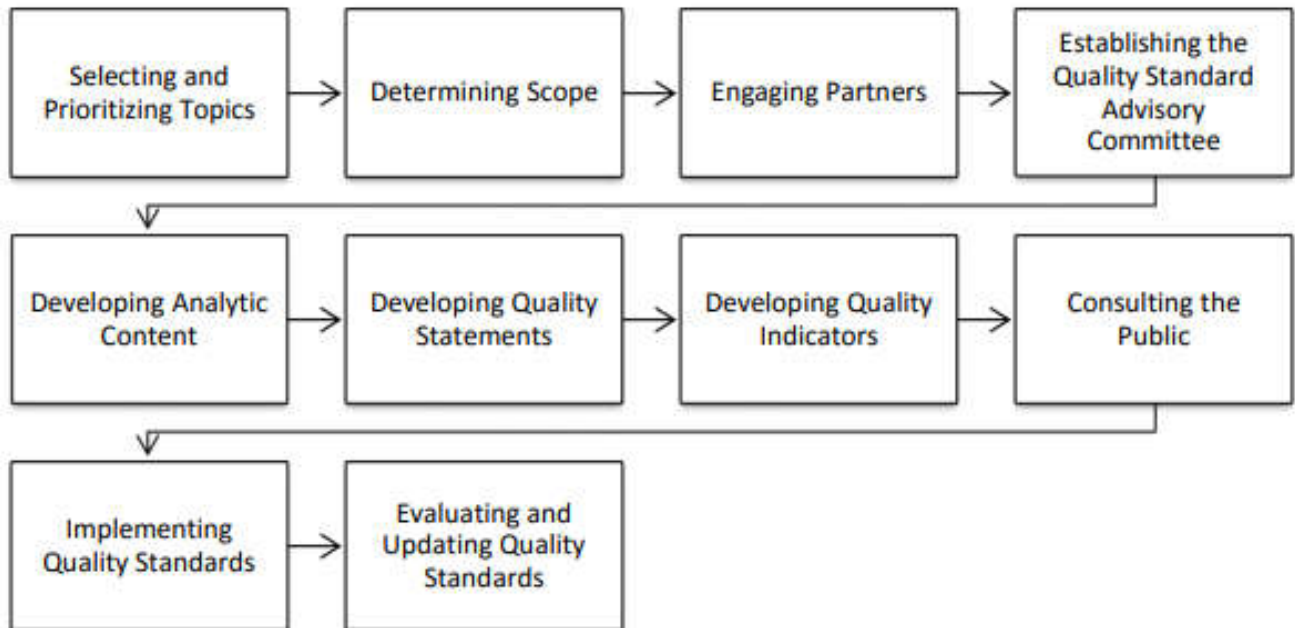 Selecting and
Prioritizing Topics
Determining Scope
Engaging Partners
Establishing the
Quality Standard
Advisory
Committee
Developing Analytic
Content
Developing Quality
Statements
Developing Quality
Indicators
Consulting the
Public
Implementing
Quality Standards
Evaluating and
Updating Quality
Standards